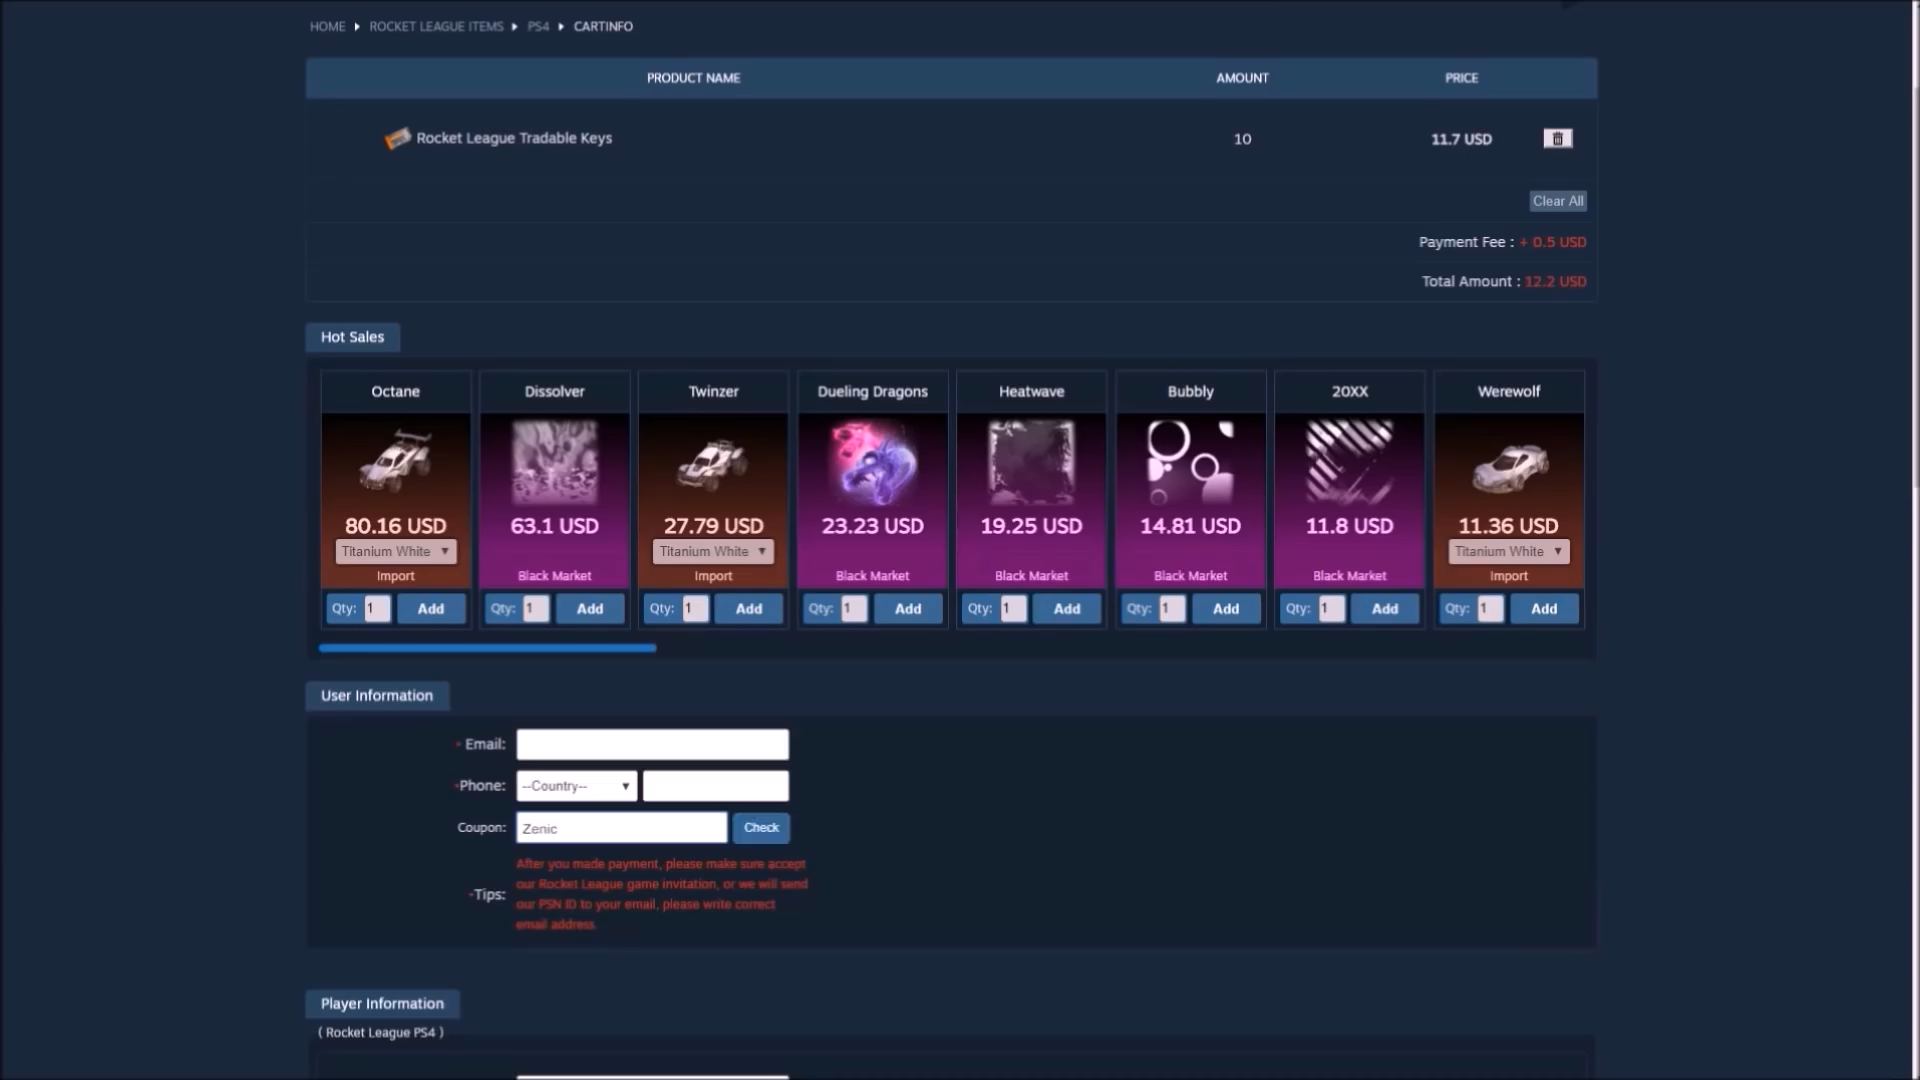 HOME ROCKET LEAGUE ITEMS PS4 CARTINFO
PRODUCT NAME AMOUNT PRICE
Rocket League Tradable Keys 10 11.7 USD
Clear All
Payment Fee : + 0.5 USD
Total Amount : 12.2 USD
Hot Sales
Octane Dissolver Twinzer Dueling Dragons Heatwave Bubbly 20XX Werewolf
80.16 USD 63.1 USD 27.79 USD 23.23 USD 19.25 USD 14.81 USD 11.8 USD 11.36 USD
Titanium White Titanium White Titanium White
Import Black Market Import Black Market Black Market Black Market Black Market Import
Qty: 1 Add Qty: 1 Add Qty: 1 Add Qty: 1 Add Qty: 1 Add Qty: 1 Add Qty: 1 Add Qty: 1 Add
User Information
* Email:
*Phone: --Country--
Coupon: Zenic Check
*Tips: After you made payment, please make sure accept
our Rocket League game invitation, or we will send
our PSN ID to your email, please write correct
email address.
Player Information
( Rocket League PS4 )